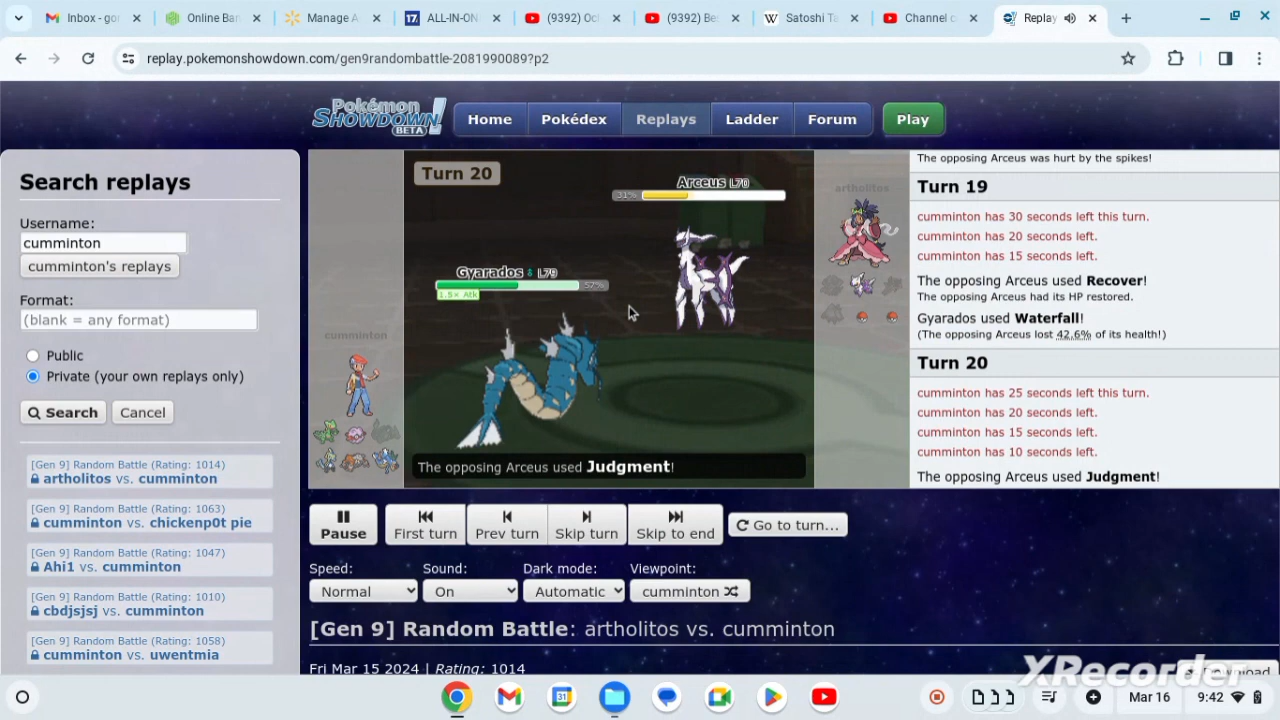 Inbox - go
Online Ban
Manage A
17 ALL-IN-ON
(9392) Oc
(9392) Be
W Satoshi Ta
Channel c
Replay
replay.pokemonshowdown.com/gen9randombattle-2081990089?p2
Pokémon
SHOWDOWN!
BETA
Home
Pokédex
Replays
Ladder
Forum
Play
Search replays
Username:
cumminton
cumminton's replays
Format:
(blank = any format)
Public
Private (your own replays only)
Search
Cancel
[Gen 9] Random Battle (Rating: 1014)
artholitos vs. cumminton
[Gen 9] Random Battle (Rating: 1063)
cumminton vs. chickenp0t pie
[Gen 9] Random Battle (Rating: 1047)
Ahi1 vs. cumminton
[Gen 9] Random Battle (Rating: 1010)
cbdjsjsj vs. cumminton
[Gen 9] Random Battle (Rating: 1058)
cumminton vs. uwentmia
Turn 20
Arceus L70
31%
artholitos
Gyarados L79
57%
1.5× Atk
cumminton
The opposing Arceus used Judgment!
The opposing Arceus was hurt by the spikes!
Turn 19
cumminton has 30 seconds left this turn.
cumminton has 20 seconds left.
cumminton has 15 seconds left.
The opposing Arceus used Recover!
The opposing Arceus had its HP restored.
Gyarados used Waterfall!
(The opposing Arceus lost 42.6% of its health!)
Turn 20
cumminton has 25 seconds left this turn.
cumminton has 20 seconds left.
cumminton has 15 seconds left.
cumminton has 10 seconds left.
The opposing Arceus used Judgment!
Pause
First turn
Prev turn
Skip turn
Skip to end
Go to turn...
Speed:
Sound:
Dark mode:
Viewpoint:
Normal
On
Automatic
cumminton
[Gen 9] Random Battle: artholitos vs. cumminton
Fri Mar 15 2024 | Rating: 1014
Download
XRecorder
31
Mar 16
9:42